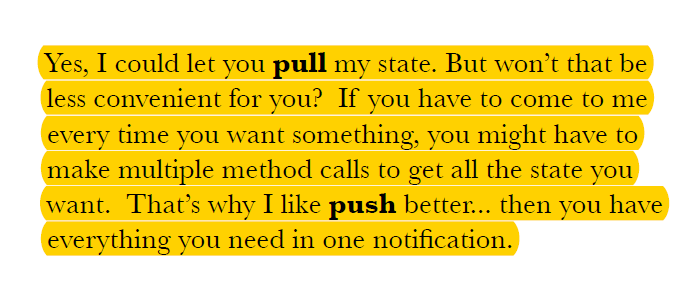 Yes, I could let you pull my state. But won’t that be
less convenient for you?  If you have to come to me
every time you want something, you might have to
make multiple method calls to get all the state you
want.  That’s why I like push better... then you have
everything you need in one notification.